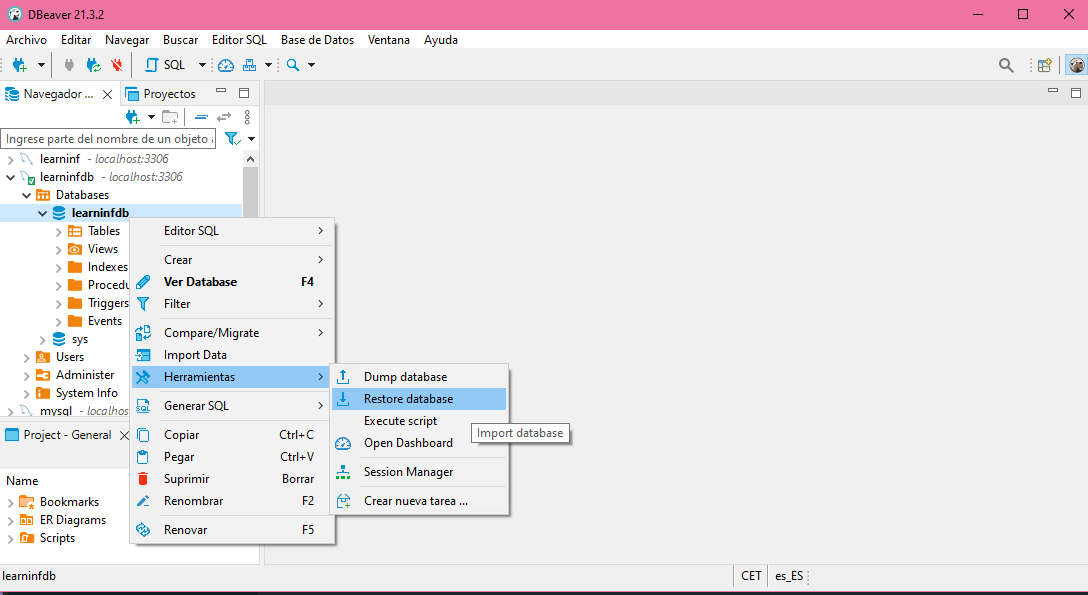 DBeaver 21.3.2
Archivo Editar Navegar Buscar Editor SQL Base de Datos Ventana Ayuda
SQL
Navegador ... Proyectos
Ingrese parte del nombre de un objeto a
learninf - localhost:3306
learninfdb - localhost:3306
Databases
learninfdb
Tables
Views
Indexes
Procedu
Triggers
Events
sys
Users
Administer
System Info
mysql - localhos
Project - General
Name
Bookmarks
ER Diagrams
Scripts
Editor SQL
Crear
Ver Database F4
Filter
Compare/Migrate
Import Data
Herramientas
Generar SQL
Copiar Ctrl+C
Pegar Ctrl+V
Suprimir Borrar
Renombrar F2
Renovar F5
Dump database
Restore database
Execute script
Open Dashboard
Session Manager
Crear nueva tarea ...
Import database
learninfdb CET es_ES